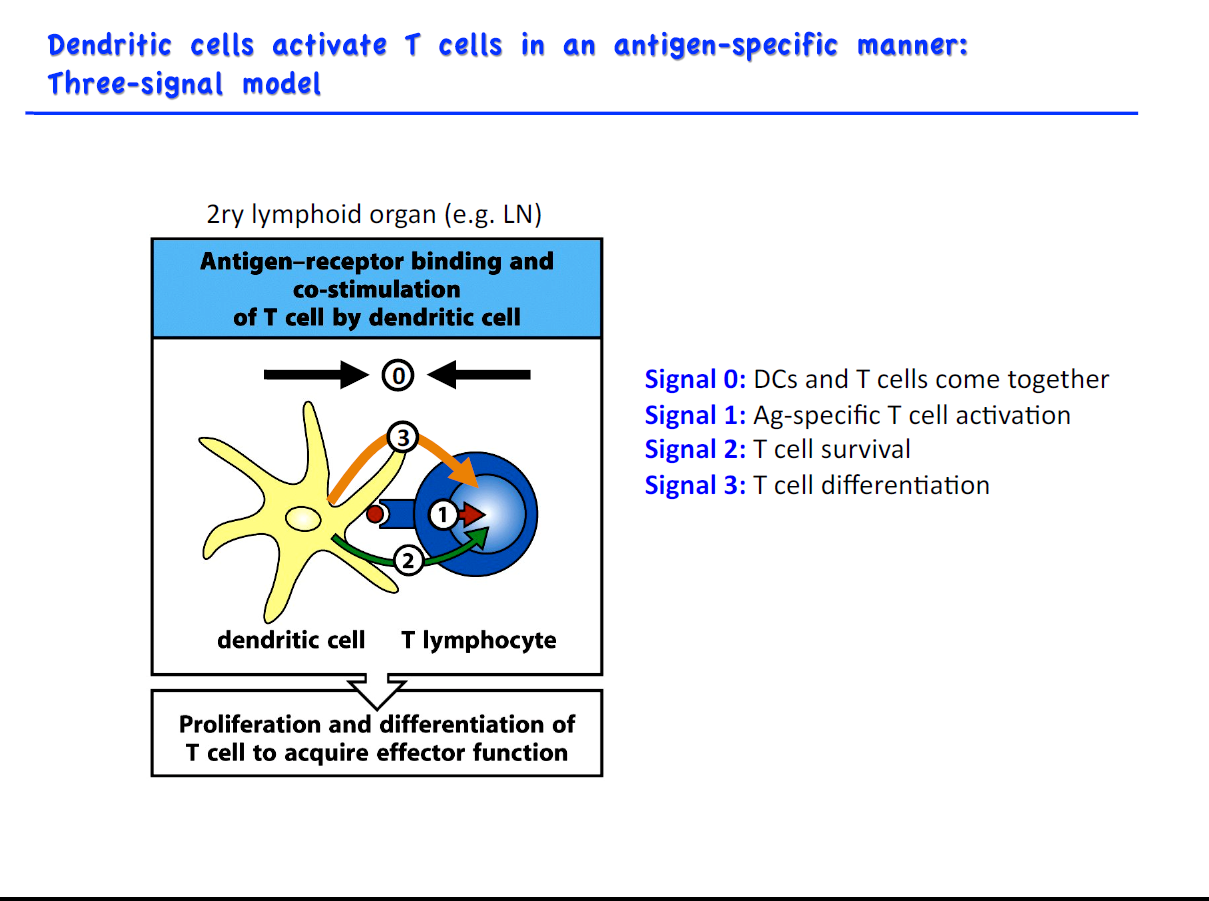 Dendritic cells activate T cells in an antigen-specific manner:
Three-signal model
2ry lymphoid organ (e.g. LN)
Antigen–receptor binding and
co-stimulation
of T cell by dendritic cell
0
3
1
2
dendritic cell
T lymphocyte
Proliferation and differentiation of
T cell to acquire effector function
Signal 0: DCs and T cells come together
Signal 1: Ag-specific T cell activation
Signal 2: T cell survival
Signal 3: T cell differentiation